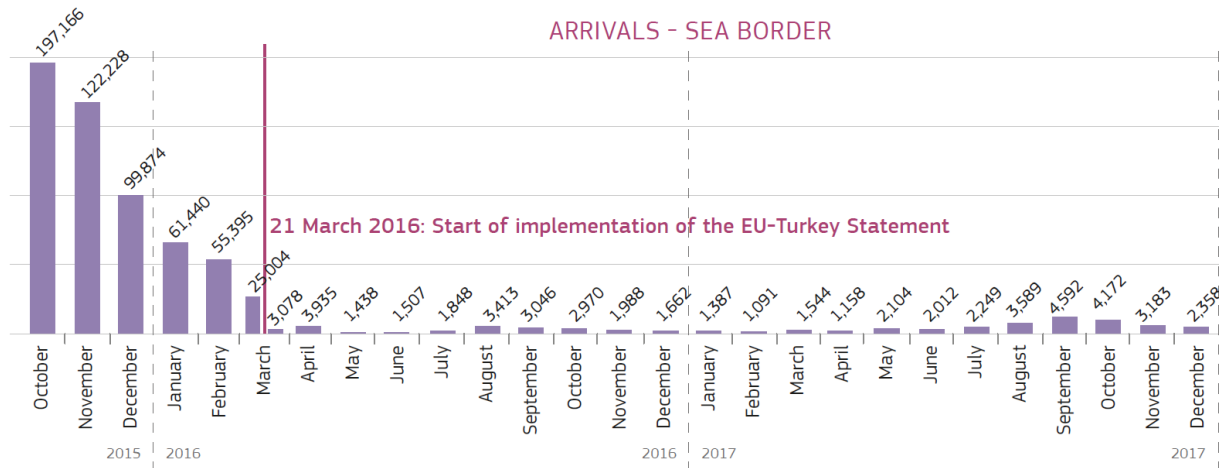 ARRIVALS - SEA BORDER
197,166
122,228
99,874
61,440
55,395
25,004
3,078
3,935
1,438
1,507
1,848
3,413
3,046
2,970
1,988
1,662
1,387
1,091
1,544
1,158
2,104
2,012
2,249
3,589
4,592
4,172
3,183
2,358
21 March 2016: Start of implementation of the EU-Turkey Statement
October
November
December
January
February
March
April
May
June
July
August
September
October
November
December
January
February
March
April
May
June
July
August
September
October
November
December
2015
2016
2016
2017
2017